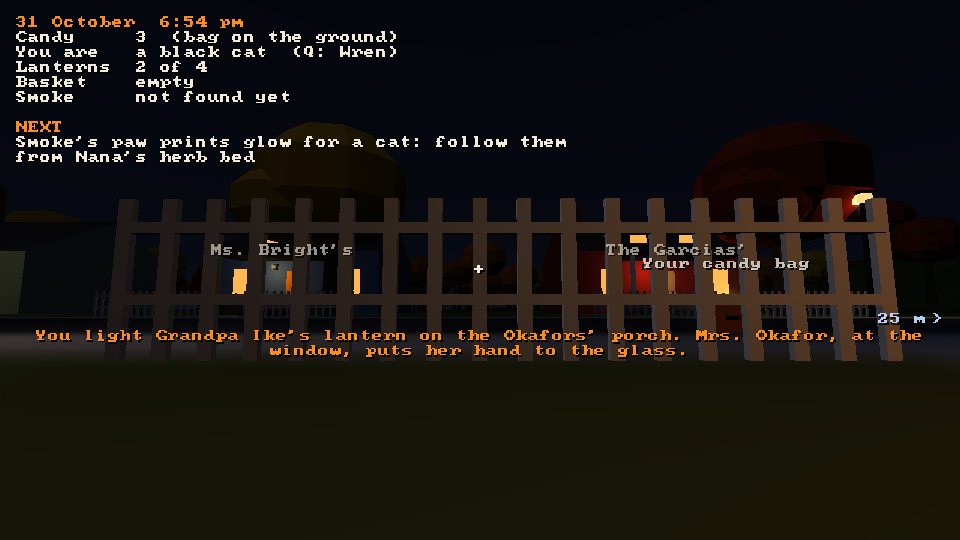 31 October  6:54 pm
Candy     3  (bag on the ground)
You are   a black cat  (Q: Wren)
Lanterns  2 of 4
Basket    empty
Smoke     not found yet
NEXT
Smoke's paw prints glow for a cat: follow them
from Nana's herb bed
Ms. Bright's
The Garcias'
Your candy bag
25 m >
You light Grandpa Ike's lantern on the Okafors' porch. Mrs. Okafor, at the
window, puts her hand to the glass.